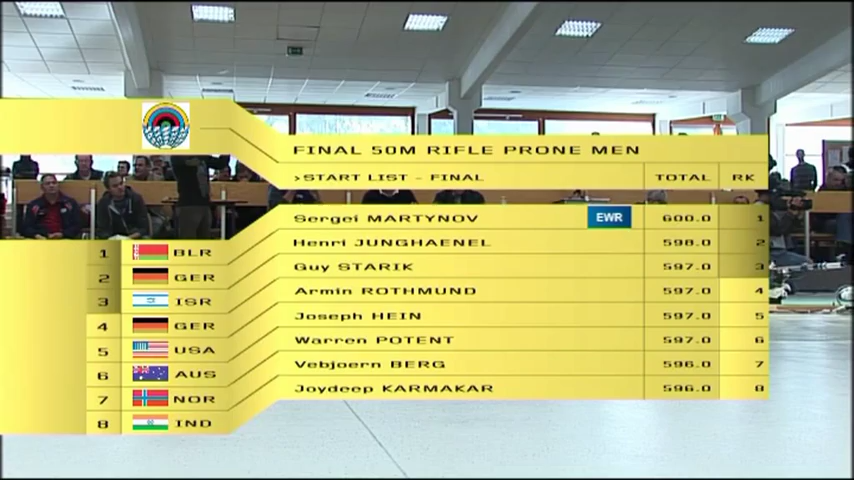 FINAL 50M RIFLE PRONE MEN
>START LIST - FINAL TOTAL RK
1 BLR Sergei MARTYNOV EWR 600.0 1
2 GER Henri JUNGHAENEL 598.0 2
3 ISR Guy STARIK 597.0 3
4 GER Armin ROTHMUND 597.0 4
5 USA Joseph HEIN 597.0 5
6 AUS Warren POTENT 597.0 6
7 NOR Vebjoern BERG 596.0 7
8 IND Joydeep KARMAKAR 596.0 8